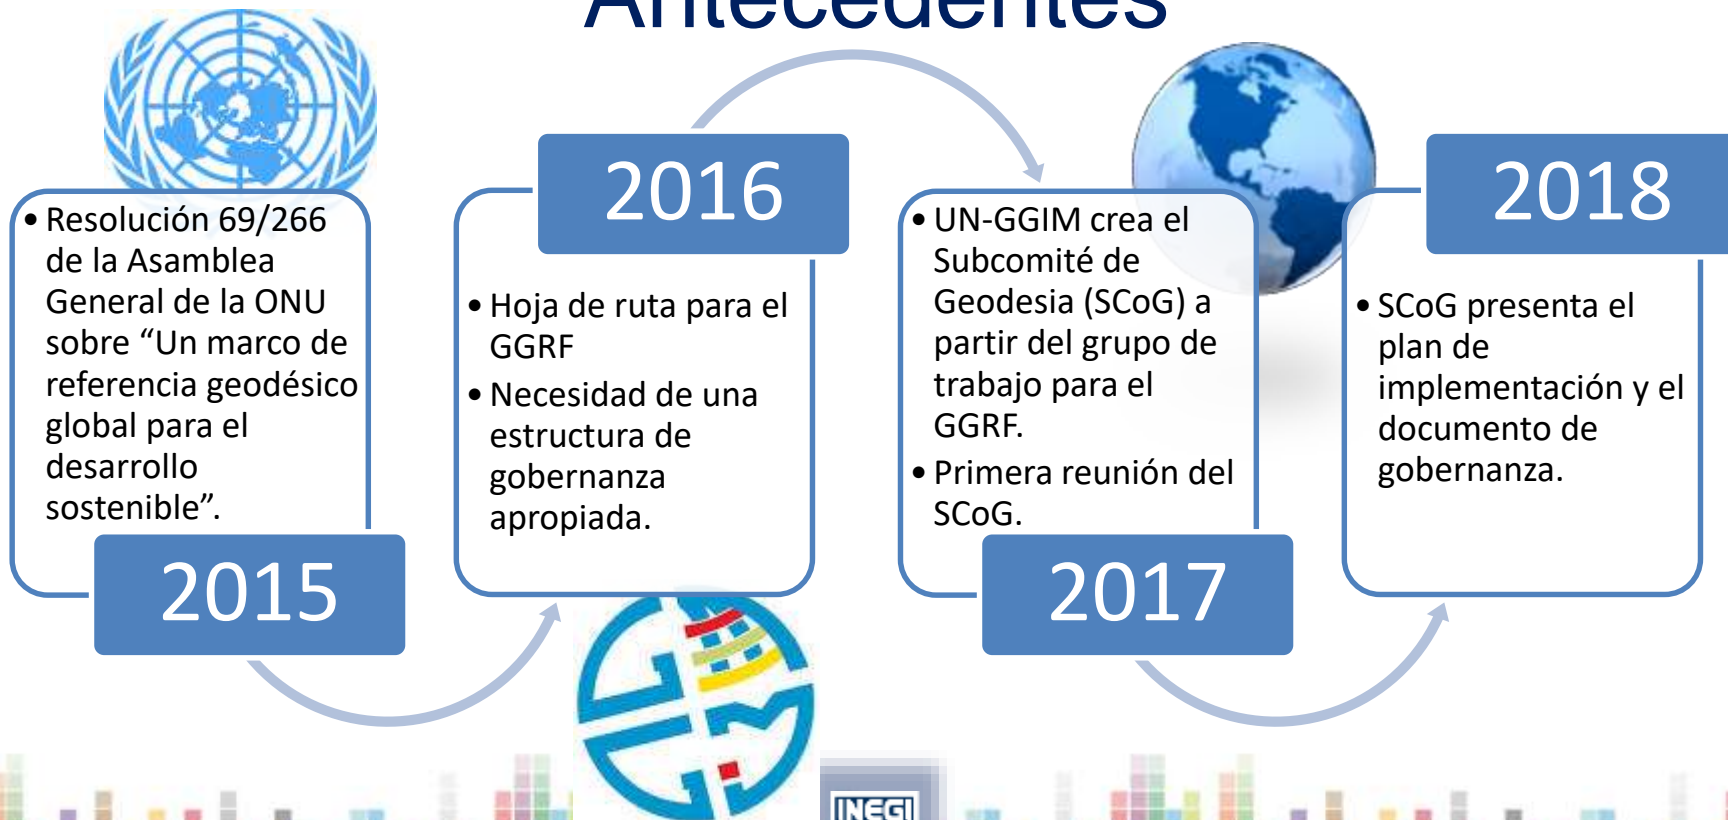 Antecedentes
• Resolución 69/266
de la Asamblea
General de la ONU
sobre “Un marco de
referencia geodésico
global para el
desarrollo
sostenible”.
2015
2016
• Hoja de ruta para el
GGRF
• Necesidad de una
estructura de
gobernanza
apropiada.
• UN-GGIM crea el
Subcomité de
Geodesia (SCoG) a
partir del grupo de
trabajo para el
GGRF.
• Primera reunión del
SCoG.
2017
2018
• SCoG presenta el
plan de
implementación y el
documento de
gobernanza.
INEGI